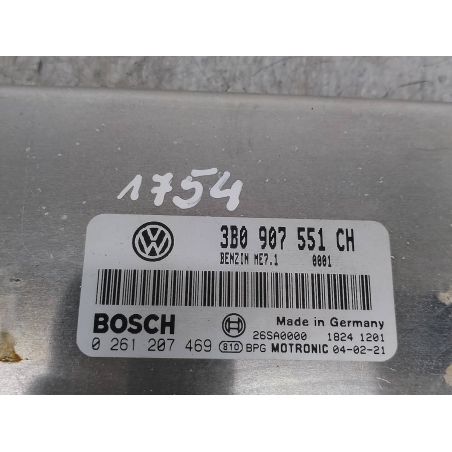 1754
3B0 907 551 CH
BENZIN ME7.1 0001
BOSCH Made in Germany
26SA0000 1824 1201
0 261 207 469 810 BPG MOTRONIC 04-02-21